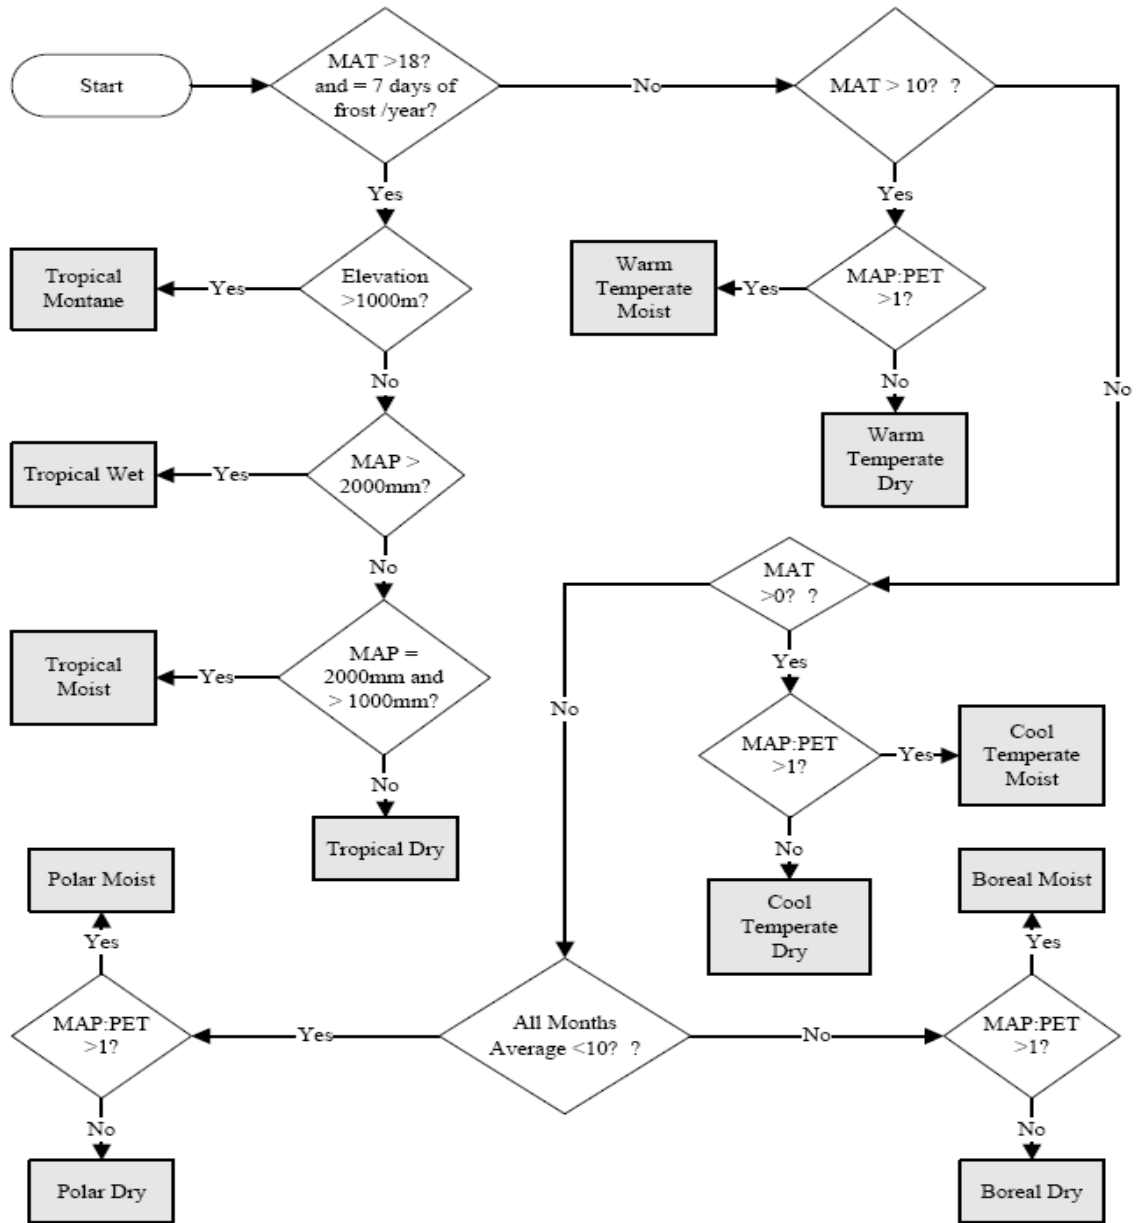 Start
MAT >18?
and = 7 days of
frost /year?
No
MAT > 10? ?
Yes
Yes
Tropical
Montane
Yes
Elevation
>1000m?
Warm
Temperate
Moist
Yes
MAP:PET
>1?
No
No
No
Tropical Wet
Yes
MAP >
2000mm?
Warm
Temperate
Dry
No
MAT
>0? ?
Tropical
Moist
Yes
MAP =
2000mm and
> 1000mm?
Yes
No
MAP:PET
>1?
Yes
Cool
Temperate
Moist
No
Tropical Dry
No
Polar Moist
Boreal Moist
Cool
Temperate
Dry
Yes
Yes
MAP:PET
>1?
Yes
All Months
Average <10? ?
No
MAP:PET
>1?
No
No
Polar Dry
Boreal Dry